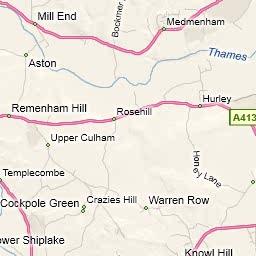 Mill End
Bockmer
Medmenham
Thames
Aston
Remenham Hill
Rosehill
Hurley
A413
Upper Culham
Honey Lane
Templecombe
Crazies Hill
Cockpole Green
Warren Row
ower Shiplake
Knowl Hill